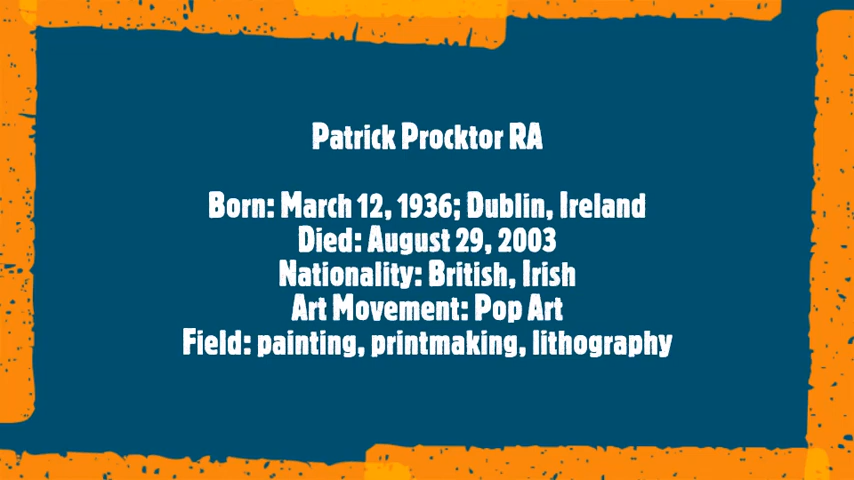 Patrick Procktor RA
Born: March 12, 1936; Dublin, Ireland
Died: August 29, 2003
Nationality: British, Irish
Art Movement: Pop Art
Field: painting, printmaking, lithography